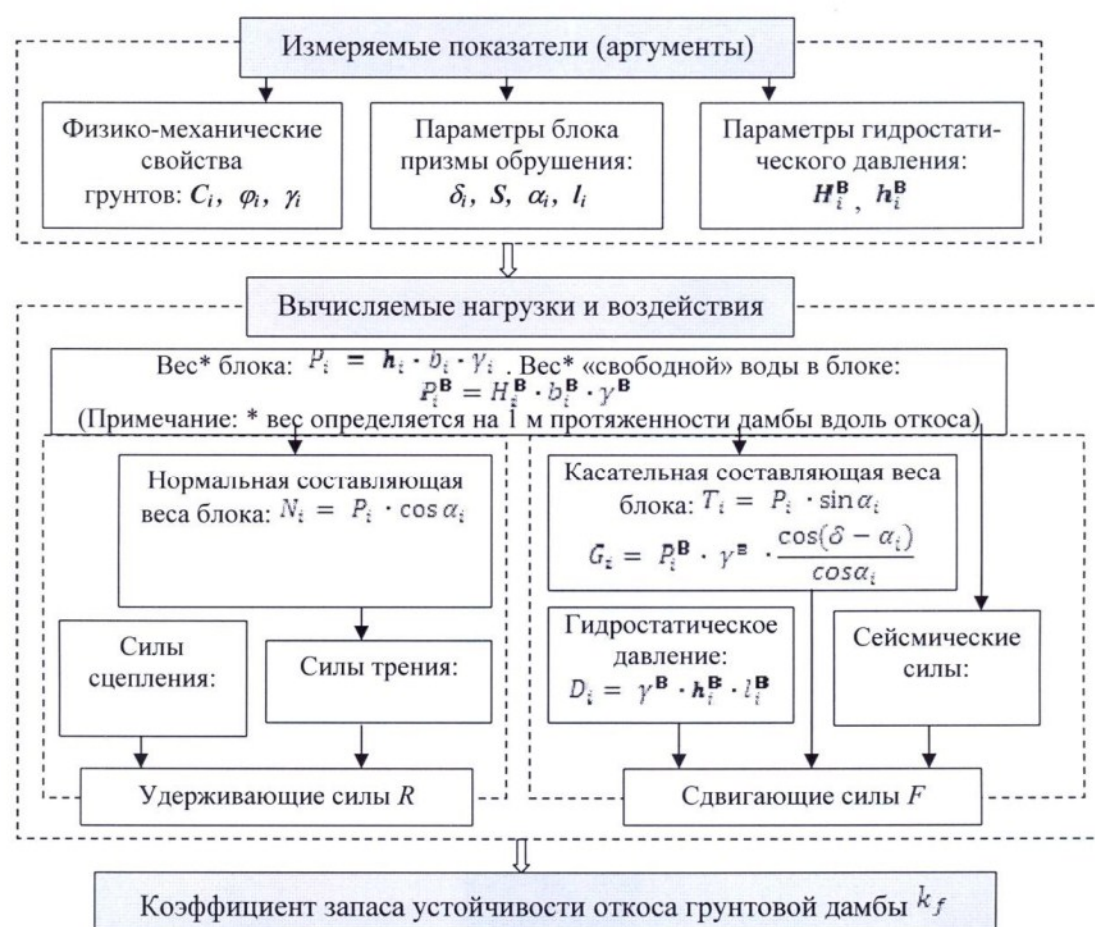 Измеряемые показатели (аргументы)
Физико-механические
свойства
грунтов: Cᵢ, φᵢ, γᵢ
Параметры блока
призмы обрушения:
δᵢ, S, αᵢ, lᵢ
Параметры гидростати-
ческого давления:
Hᵢᴮ, hᵢᴮ
Вычисляемые нагрузки и воздействия
Вес* блока: Pᵢ = hᵢ · bᵢ · γᵢ . Вес* «свободной» воды в блоке:
Pᵢᴮ = Hᵢᴮ · bᵢᴮ · γᴮ
(Примечание: * вес определяется на 1 м протяженности дамбы вдоль откоса)
Нормальная составляющая
веса блока: Nᵢ = Pᵢ · cos αᵢ
Касательная составляющая веса
блока: Tᵢ = Pᵢ · sin αᵢ
Gᵢ = Pᵢᴮ · γᴮ · cos(δ − αᵢ) / cosαᵢ
Силы
сцепления:
Силы трения:
Гидростатическое
давление:
Dᵢ = γᴮ · hᵢᴮ · lᵢᴮ
Сейсмические
силы:
Удерживающие силы R
Сдвигающие силы F
Коэффициент запаса устойчивости откоса грунтовой дамбы k_f